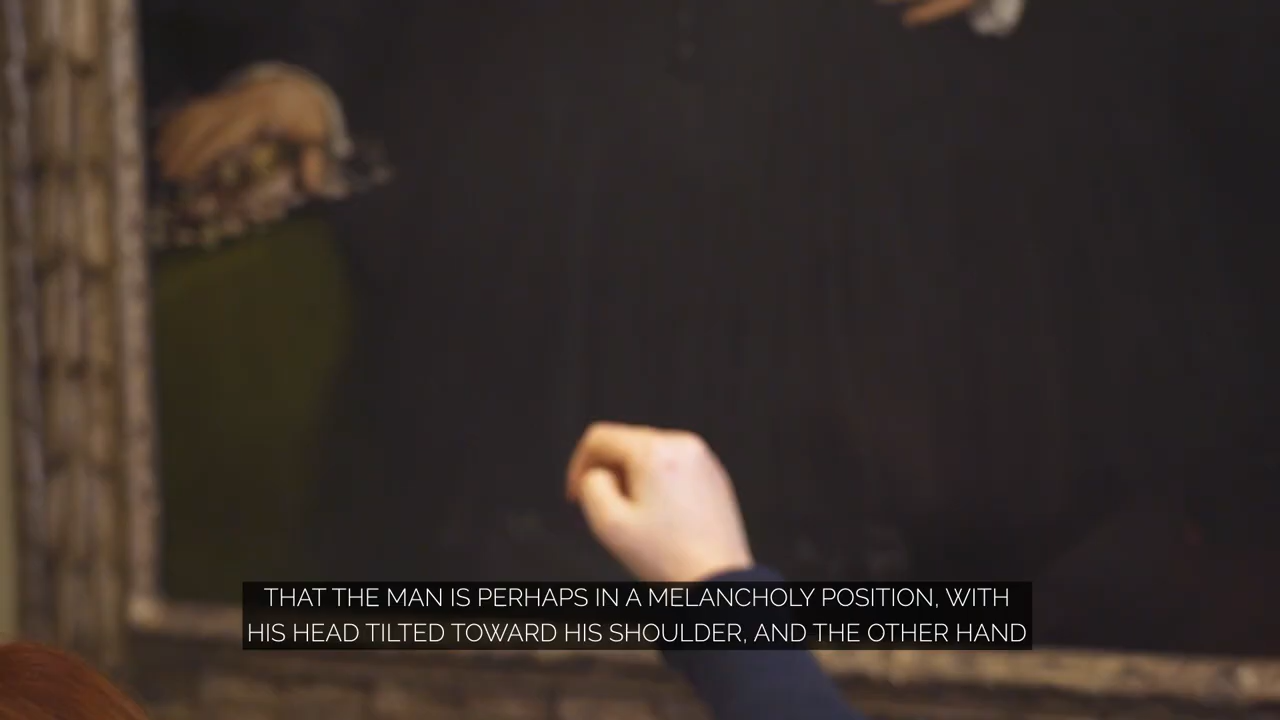 THAT THE MAN IS PERHAPS IN A MELANCHOLY POSITION, WITH
HIS HEAD TILTED TOWARD HIS SHOULDER, AND THE OTHER HAND